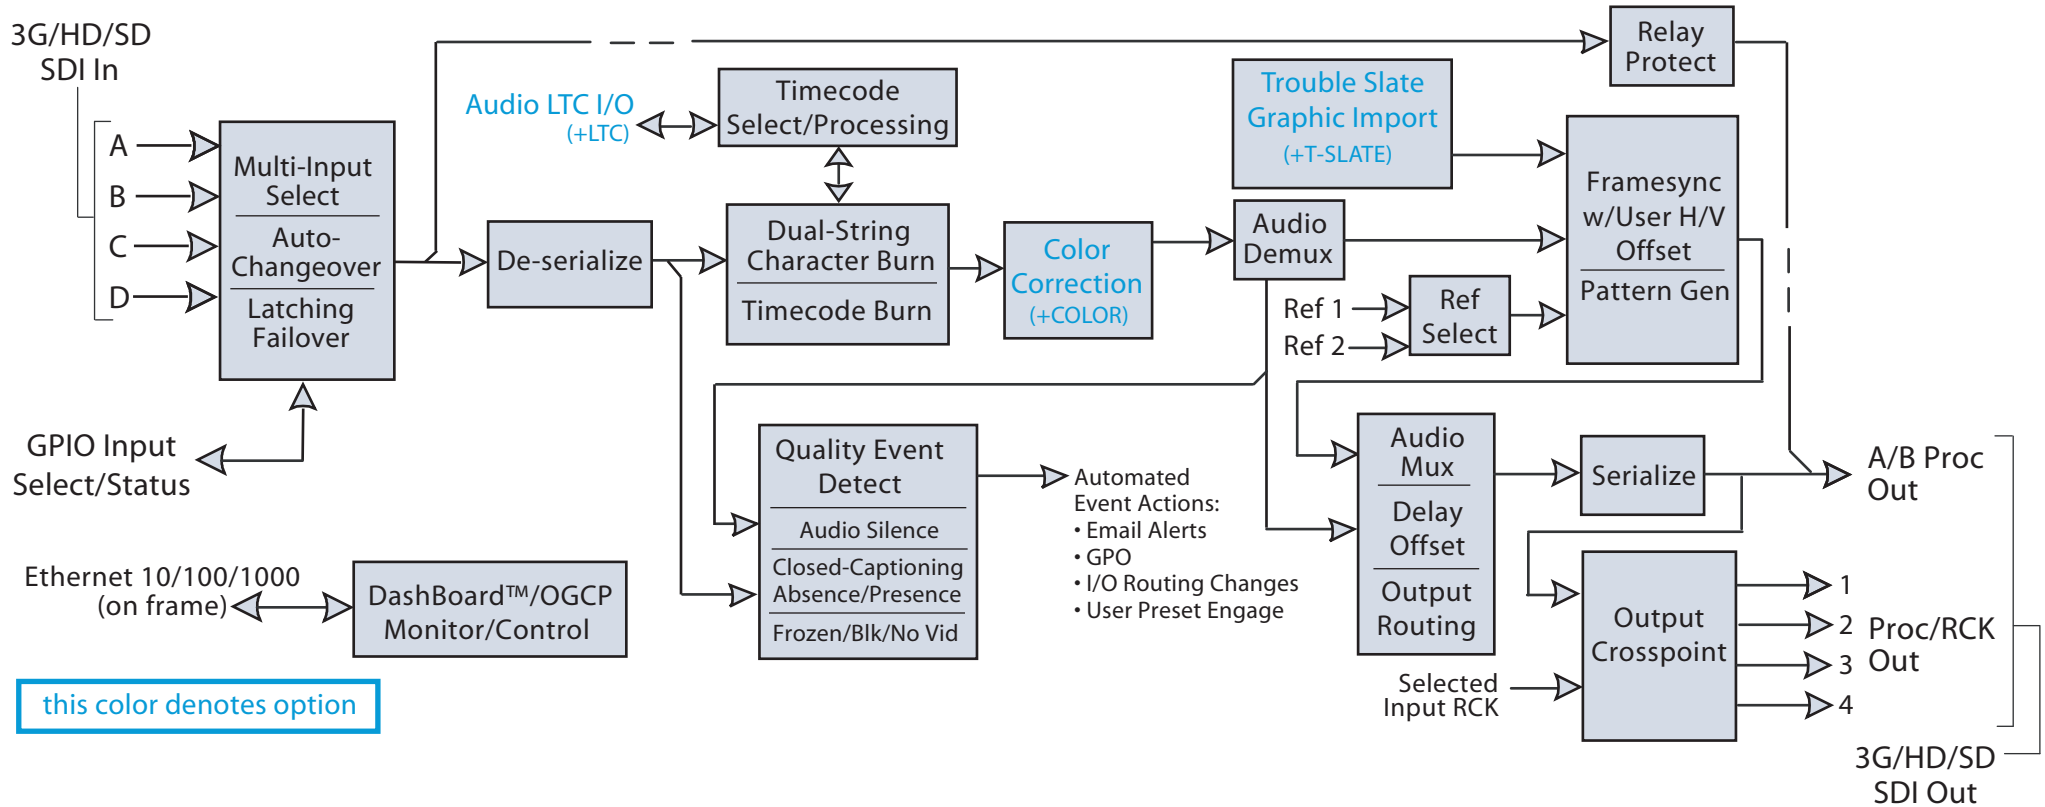 3G/HD/SD
SDI In
A
B
C
D
Multi-Input
Select
Auto-
Changeover
Latching
Failover
GPIO Input
Select/Status
Ethernet 10/100/1000
(on frame)
DashBoard™/OGCP
Monitor/Control
this color denotes option
De-serialize
Audio LTC I/O
(+LTC)
Timecode
Select/Processing
Dual-String
Character Burn
Timecode Burn
Color
Correction
(+COLOR)
Quality Event
Detect
Audio Silence
Closed-Captioning
Absence/Presence
Frozen/Blk/No Vid
Automated
Event Actions:
• Email Alerts
• GPO
• I/O Routing Changes
• User Preset Engage
Trouble Slate
Graphic Import
(+T-SLATE)
Audio
Demux
Ref 1
Ref 2
Ref
Select
Framesync
w/User H/V
Offset
Pattern Gen
Relay
Protect
Audio
Mux
Delay
Offset
Output
Routing
Serialize
Selected
Input RCK
Output
Crosspoint
A/B Proc
Out
1
2
3
4
Proc/RCK
Out
3G/HD/SD
SDI Out